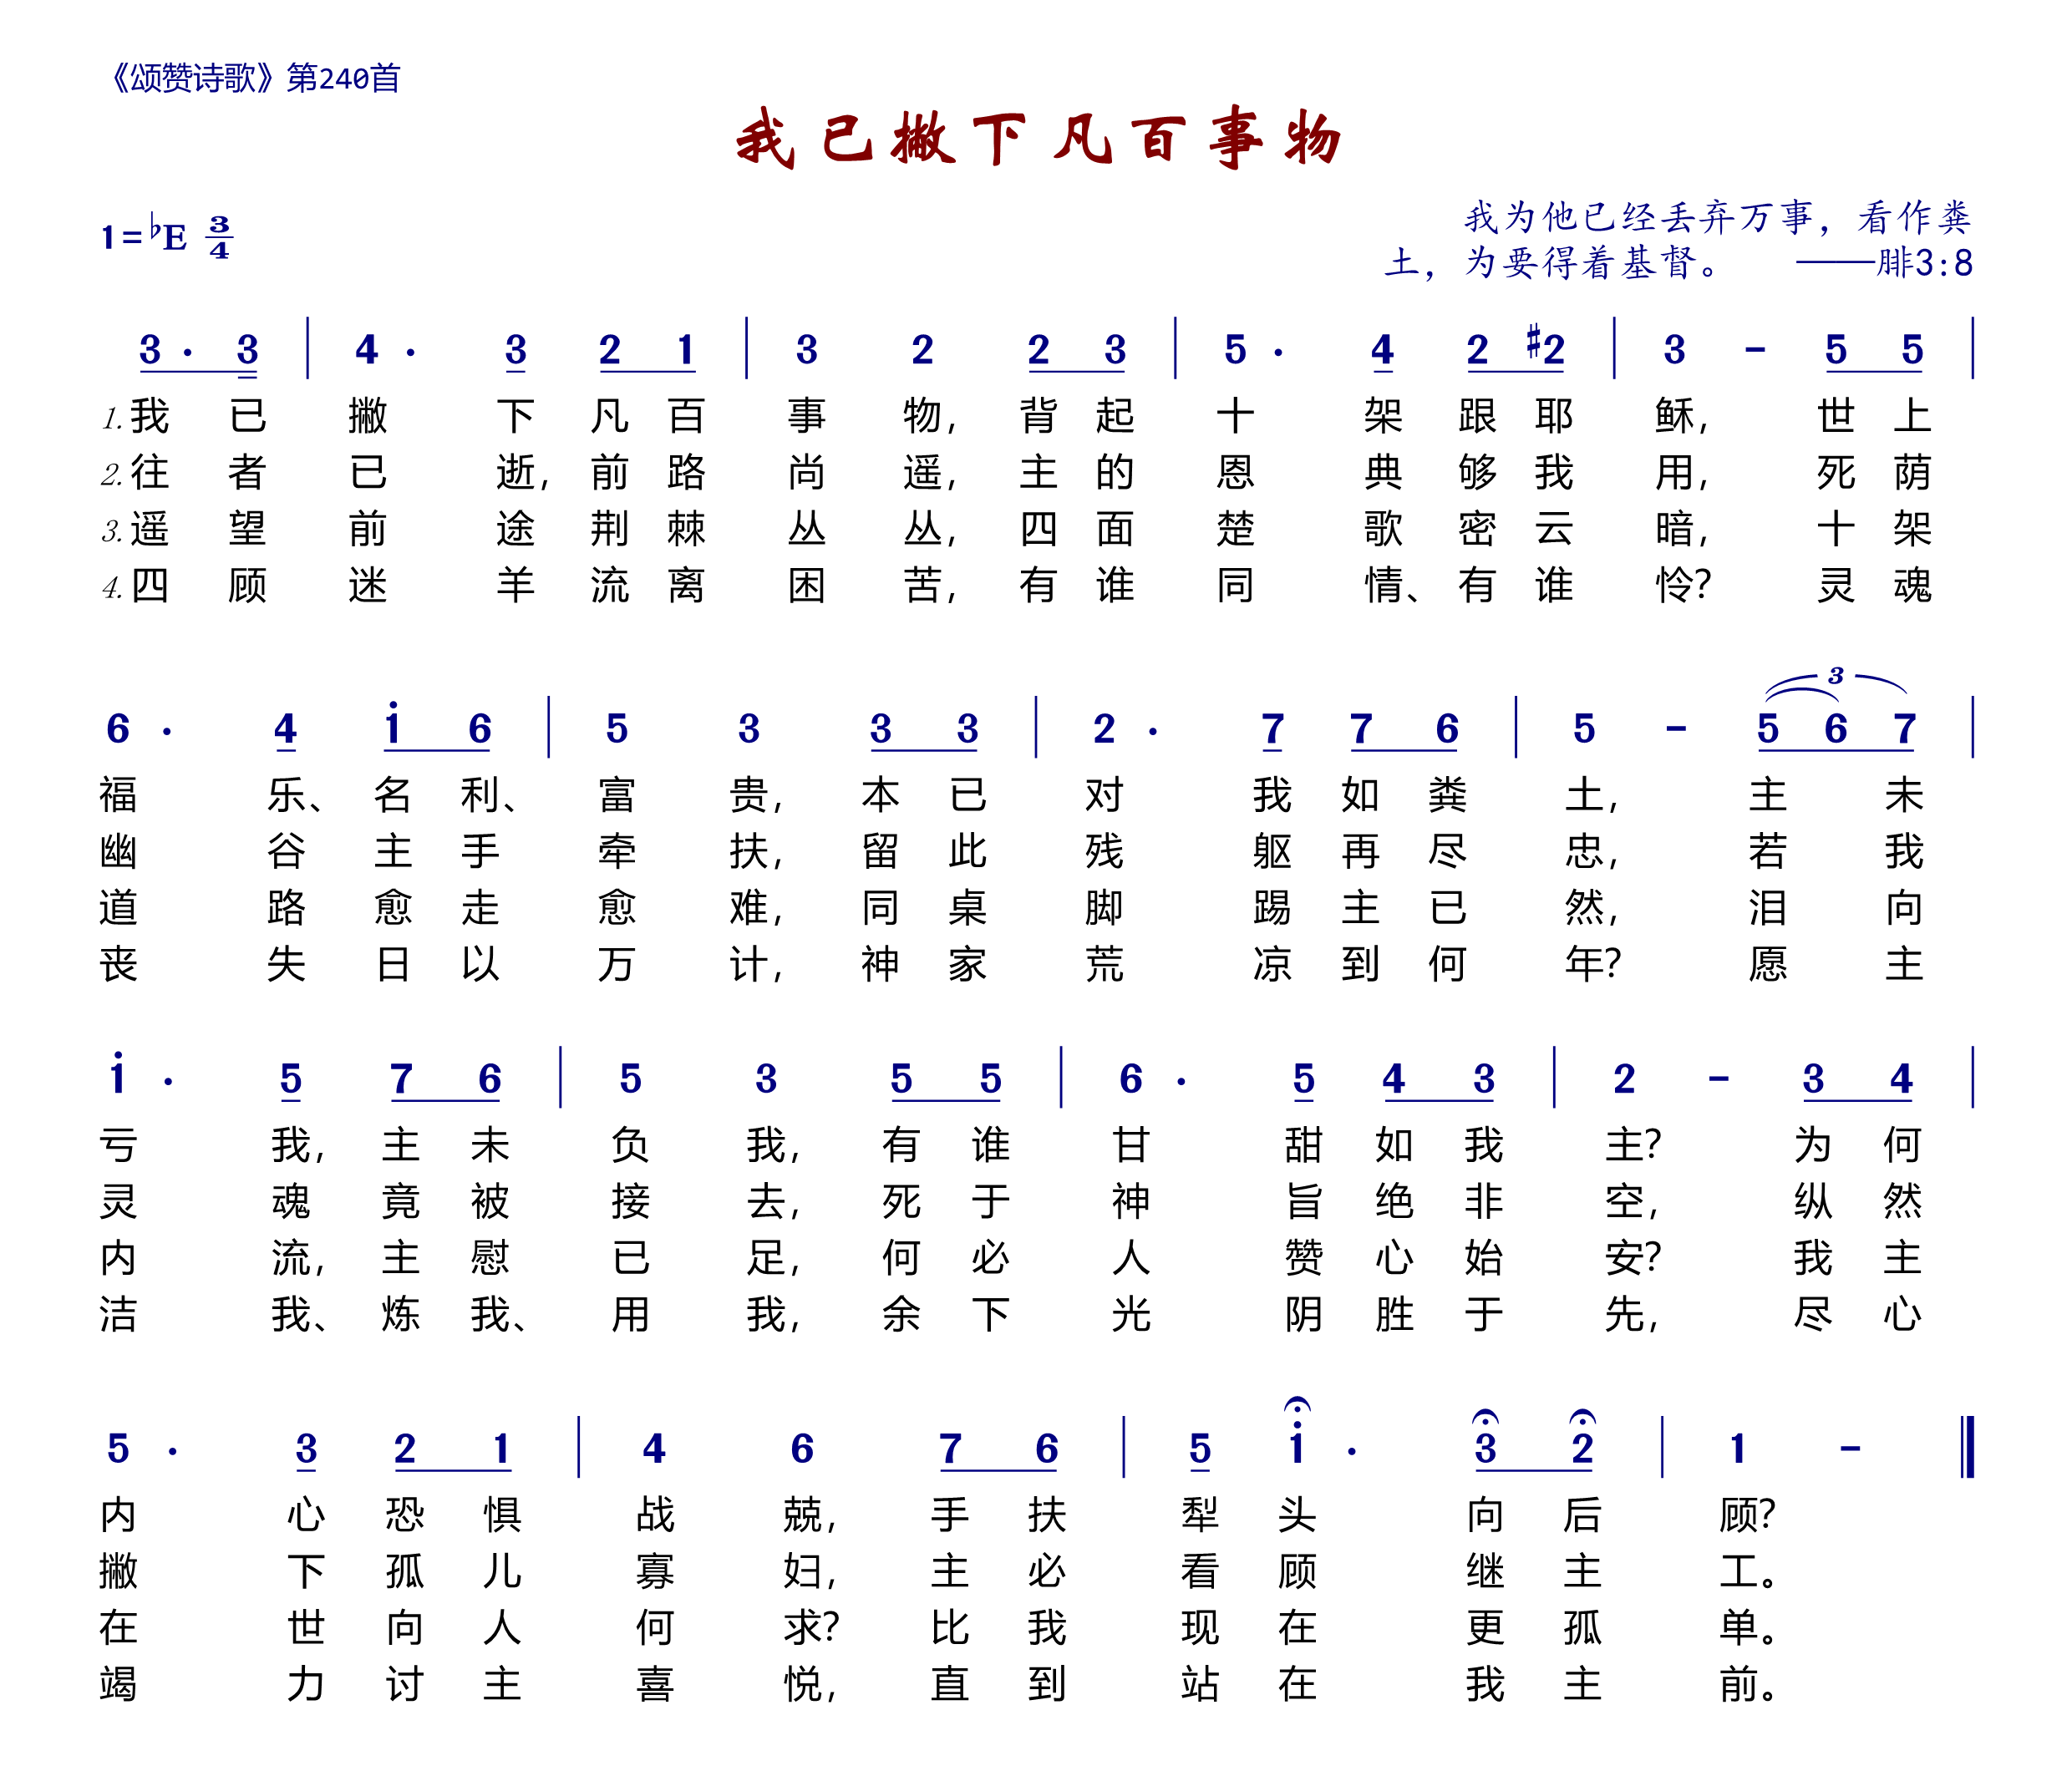 《颂赞诗歌》第240首
我已撇下凡百事物
1=♭E 3/4
我为他已经丢弃万事，看作粪
土，为要得着基督。 ——腓3:8
3 · 3 | 4 · 3 2 1 | 3 2 2 3 | 5 · 4 2 #2 | 3 - 5 5 |
1. 我已撇下凡百事物，背起十架跟耶稣，世上
2. 往者已逝，前路尚遥，主的恩典够我用，死荫
3. 遥望前途荆棘丛丛，四面楚歌密云暗，十架
4. 四顾迷羊流离困苦，有谁同情、有谁怜？灵魂
3
6 · 4 i 6 | 5 3 3 3 | 2 · 7 7 6 | 5 - 5 6 7 |
福乐、名利、富贵，本已对我如粪土，主未
幽谷主手牵扶，留此残躯再尽忠，若我
道路愈走愈难，同桌脚踢主已然，泪向
丧失日以万计，神家荒凉到何年？愿主
i · 5 7 6 | 5 3 5 5 | 6 · 5 4 3 | 2 - 3 4 |
亏我，主未负我，有谁甘甜如我主？为何
灵魂竟被接去，死于神旨绝非空，纵然
内流，主慰已足，何必人赞心始安？我主
洁我、炼我、用我，余下光阴胜于先，尽心
5 · 3 2 1 | 4 6 7 6 | 5 i · 3 2 | 1 - ‖
内心恐惧战兢，手扶犁头向后顾？
撇下孤儿寡妇，主必看顾继主工。
在世向人何求？比我现在更孤单。
竭力讨主喜悦，直到站在我主前。